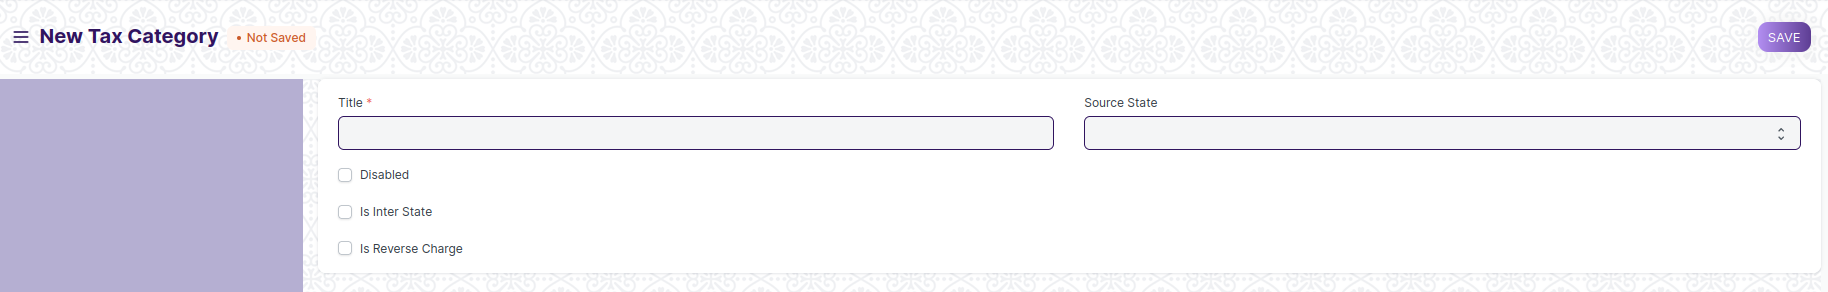 New Tax Category
• Not Saved
SAVE
Title *
Source State
Disabled
Is Inter State
Is Reverse Charge